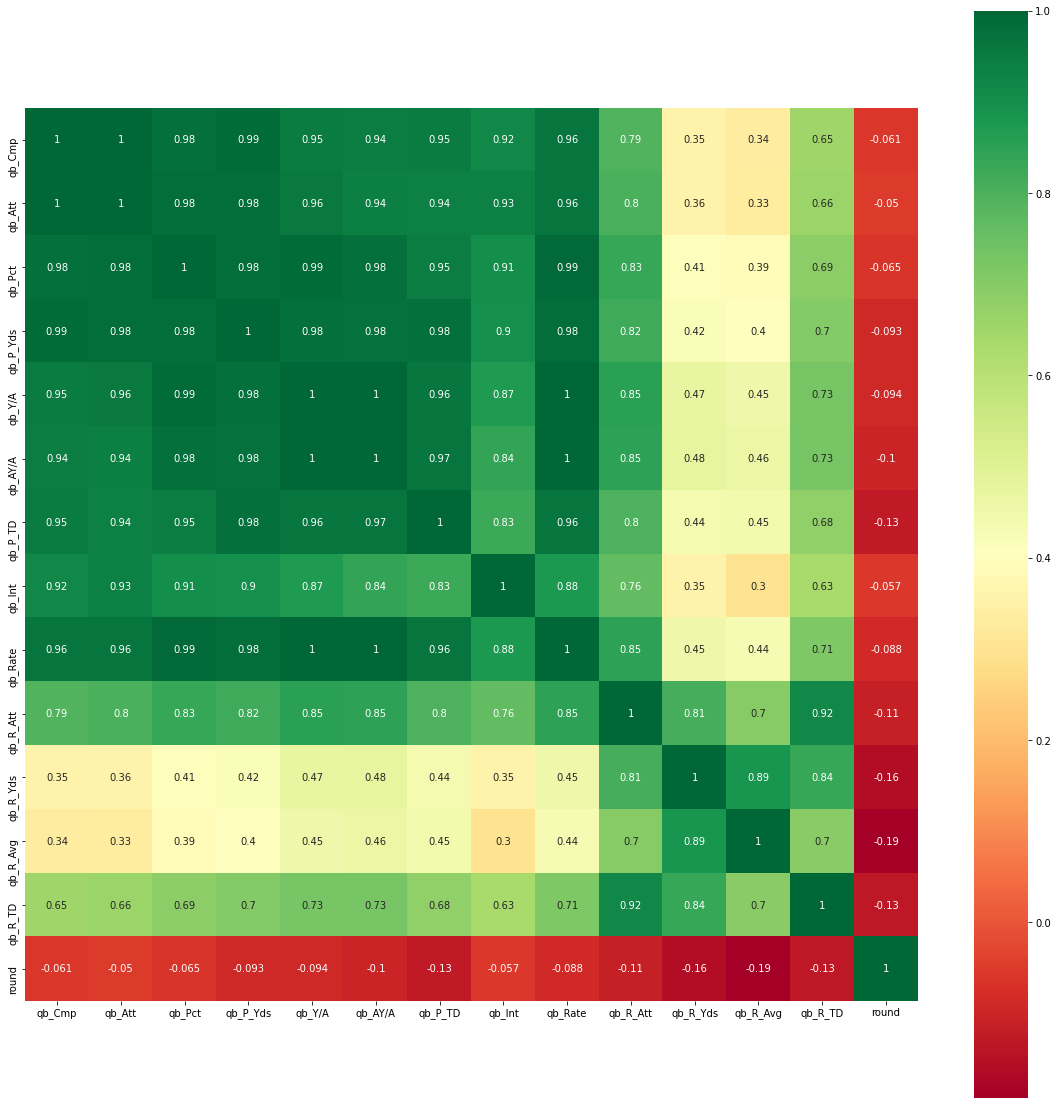 1.0
qb_Cmp 1 1 0.98 0.99 0.95 0.94 0.95 0.92 0.96 0.79 0.35 0.34 0.65 -0.061
0.8
qb_Att 1 1 0.98 0.98 0.96 0.94 0.94 0.93 0.96 0.8 0.36 0.33 0.66 -0.05
qb_Pct 0.98 0.98 1 0.98 0.99 0.98 0.95 0.91 0.99 0.83 0.41 0.39 0.69 -0.065
qb_P_Yds 0.99 0.98 0.98 1 0.98 0.98 0.98 0.9 0.98 0.82 0.42 0.4 0.7 -0.093
0.6
qb_Y/A 0.95 0.96 0.99 0.98 1 1 0.96 0.87 1 0.85 0.47 0.45 0.73 -0.094
qb_AY/A 0.94 0.94 0.98 0.98 1 1 0.97 0.84 1 0.85 0.48 0.46 0.73 -0.1
qb_P_TD 0.95 0.94 0.95 0.98 0.96 0.97 1 0.83 0.96 0.8 0.44 0.45 0.68 -0.13
0.4
qb_Int 0.92 0.93 0.91 0.9 0.87 0.84 0.83 1 0.88 0.76 0.35 0.3 0.63 -0.057
qb_Rate 0.96 0.96 0.99 0.98 1 1 0.96 0.88 1 0.85 0.45 0.44 0.71 -0.088
qb_R_Att 0.79 0.8 0.83 0.82 0.85 0.85 0.8 0.76 0.85 1 0.81 0.7 0.92 -0.11
0.2
qb_R_Yds 0.35 0.36 0.41 0.42 0.47 0.48 0.44 0.35 0.45 0.81 1 0.89 0.84 -0.16
qb_R_Avg 0.34 0.33 0.39 0.4 0.45 0.46 0.45 0.3 0.44 0.7 0.89 1 0.7 -0.19
qb_R_TD 0.65 0.66 0.69 0.7 0.73 0.73 0.68 0.63 0.71 0.92 0.84 0.7 1 -0.13
0.0
round -0.061 -0.05 -0.065 -0.093 -0.094 -0.1 -0.13 -0.057 -0.088 -0.11 -0.16 -0.19 -0.13 1
qb_Cmp qb_Att qb_Pct qb_P_Yds qb_Y/A qb_AY/A qb_P_TD qb_Int qb_Rate qb_R_Att qb_R_Yds qb_R_Avg qb_R_TD round